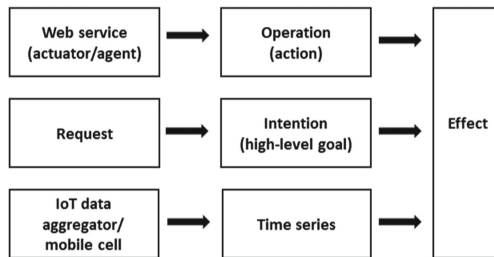 Web service
(actuator/agent)
Operation
(action)
Request
Intention
(high-level goal)
Effect
IoT data
aggregator/
mobile cell
Time series